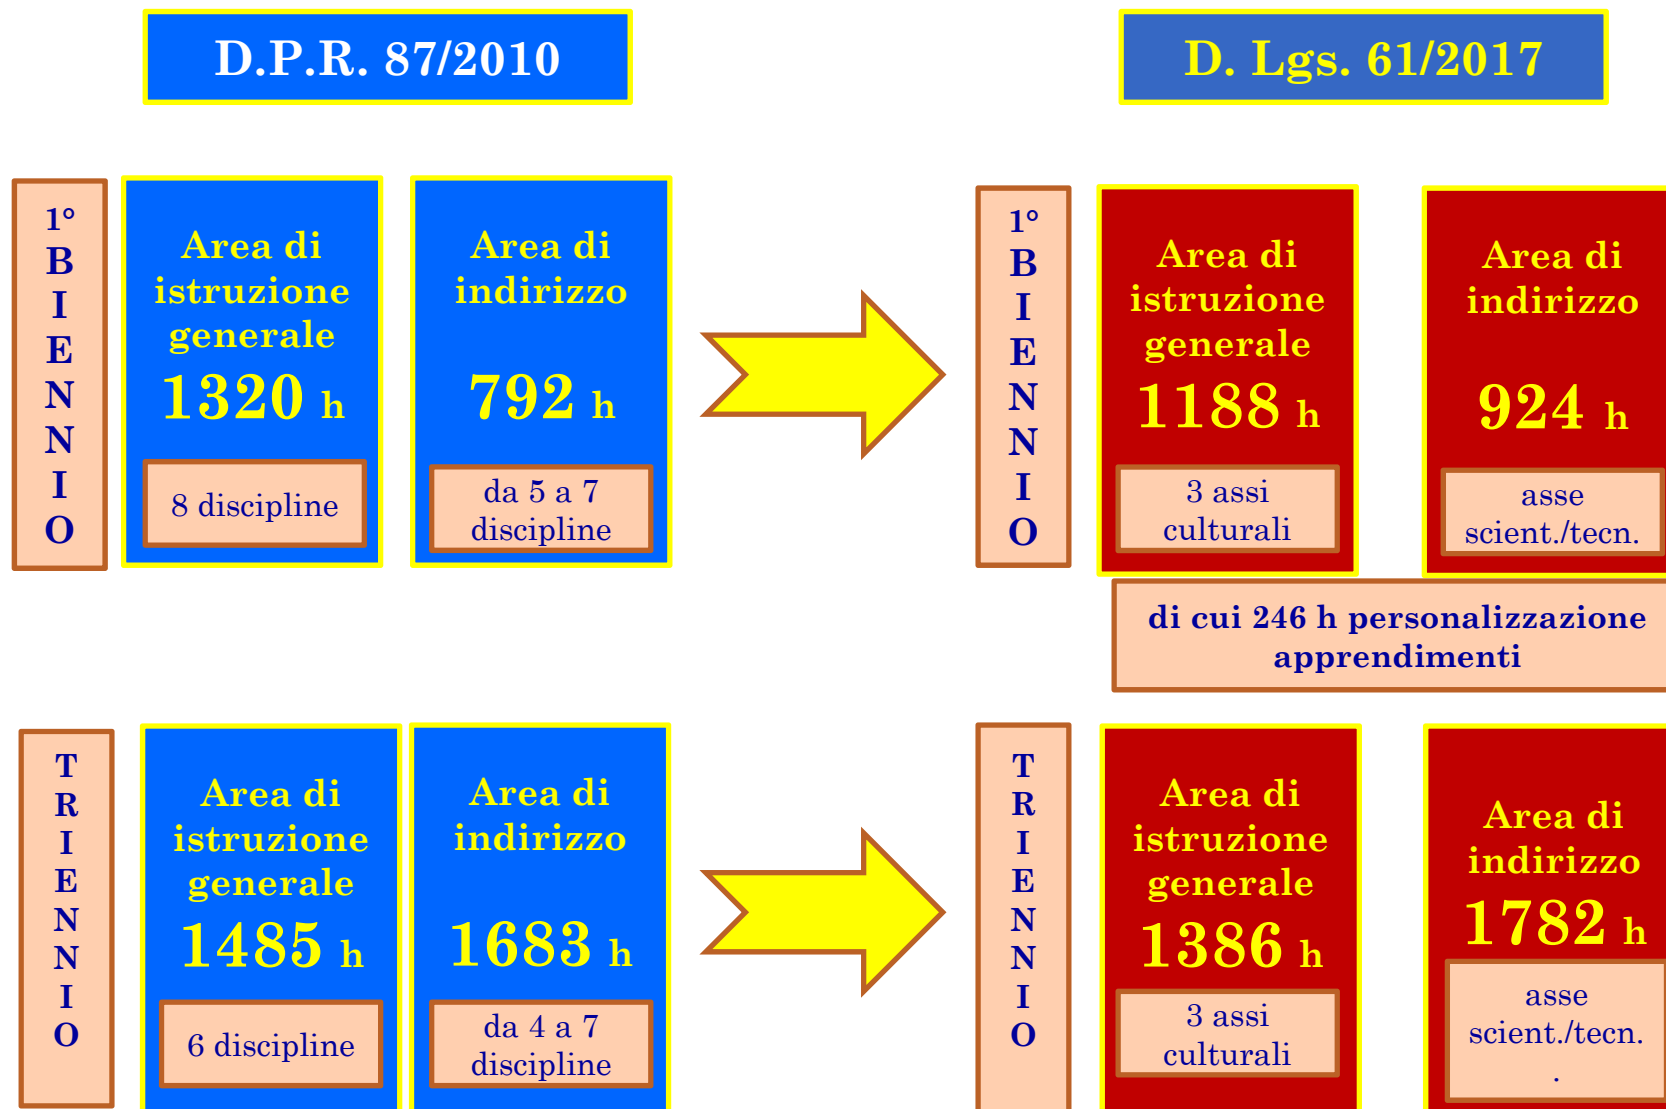 D.P.R. 87/2010
D. Lgs. 61/2017
1°
B
I
E
N
N
I
O
Area di
istruzione
generale
1320 h
8 discipline
Area di
indirizzo
792 h
da 5 a 7
discipline
1°
B
I
E
N
N
I
O
Area di
istruzione
generale
1188 h
3 assi
culturali
Area di
indirizzo
924 h
asse
scient./tecn.
di cui 246 h personalizzazione
apprendimenti
T
R
I
E
N
N
I
O
Area di
istruzione
generale
1485 h
6 discipline
Area di
indirizzo
1683 h
da 4 a 7
discipline
T
R
I
E
N
N
I
O
Area di
istruzione
generale
1386 h
3 assi
culturali
Area di
indirizzo
1782 h
asse
scient./tecn.
.